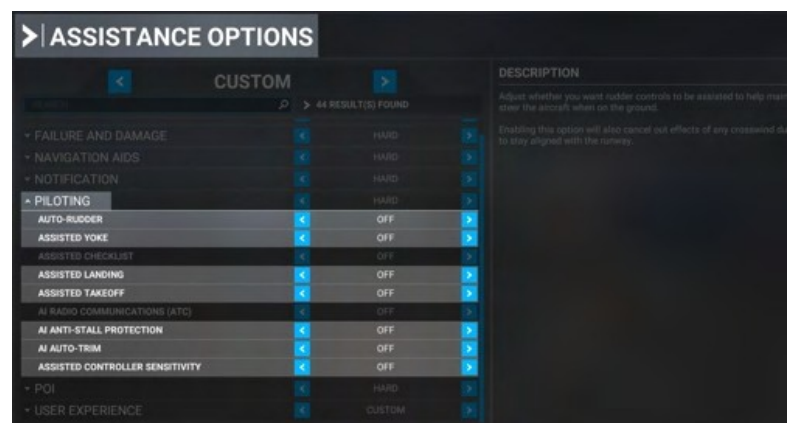 >| ASSISTANCE OPTIONS
< CUSTOM >
SEARCH > 44 RESULT(S) FOUND
FAILURE AND DAMAGE < HARD >
NAVIGATION AIDS < HARD >
NOTIFICATION < HARD >
PILOTING < HARD >
AUTO-RUDDER < OFF >
ASSISTED YOKE < OFF >
ASSISTED CHECKLIST < OFF >
ASSISTED LANDING < OFF >
ASSISTED TAKEOFF < OFF >
AI RADIO COMMUNICATIONS (ATC) < OFF >
AI ANTI-STALL PROTECTION < OFF >
AI AUTO-TRIM < OFF >
ASSISTED CONTROLLER SENSITIVITY < OFF >
POI < HARD >
USER EXPERIENCE < CUSTOM >
DESCRIPTION
Adjust whether you want rudder controls to be assisted to help
steer the aircraft when on the ground.
Enabling this option will also cancel out effects of any crosswind
to stay aligned with the runway.